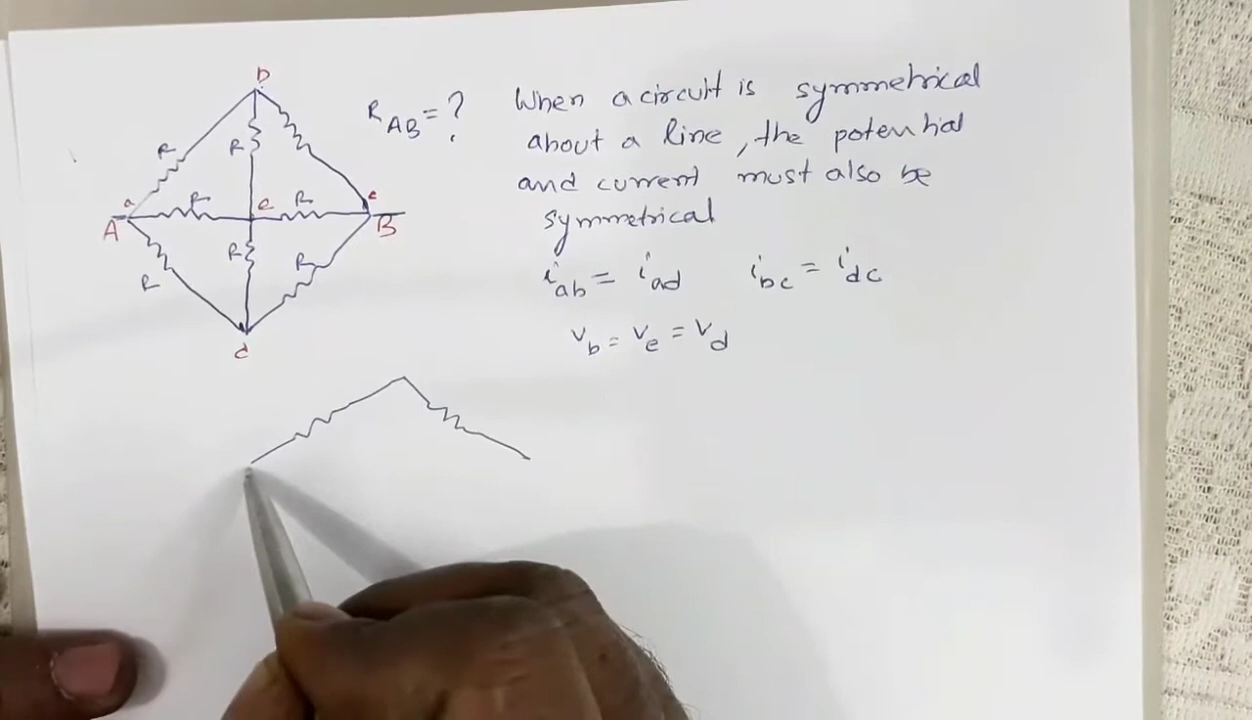 b
R
R
a
R
e
R
c
A
B
R
R
R
d
R_AB = ?
When a circuit is symmetrical
about a line, the potential
and current must also be
symmetrical
i_ab = i_ad i_bc = i_dc
V_b = V_e = V_d